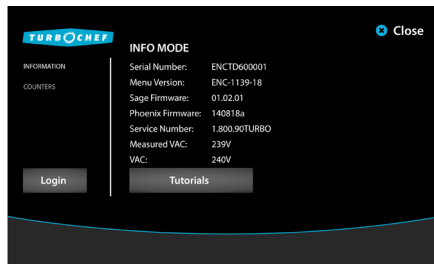 TURBOCHEF
Close
INFO MODE
INFORMATION
COUNTERS
Serial Number: ENCTD600001
Menu Version: ENC-1139-18
Sage Firmware: 01.02.01
Phoenix Firmware: 140818a
Service Number: 1.800.90TURBO
Measured VAC: 239V
VAC: 240V
Login
Tutorials